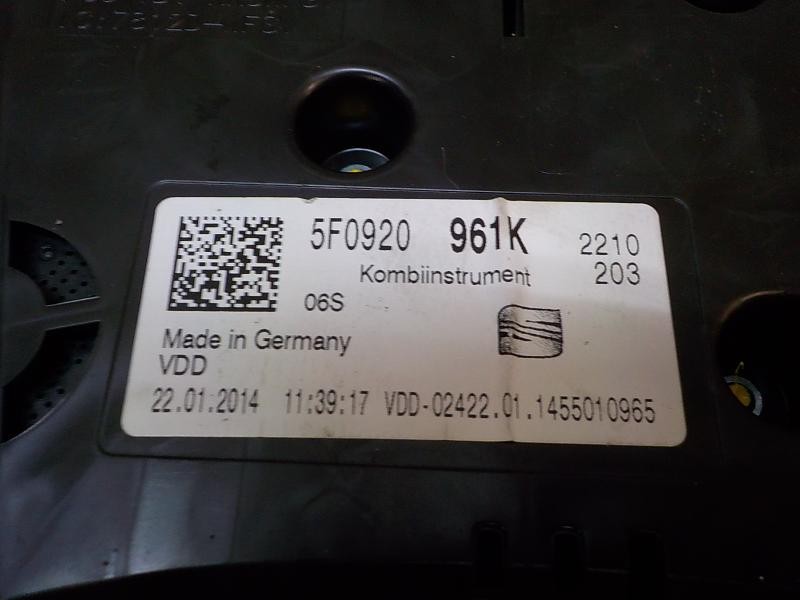 5F0920 961K 2210
Kombiinstrument 203
06S
Made in Germany
VDD
22.01.2014 11:39:17 VDD-02422.01.1455010965